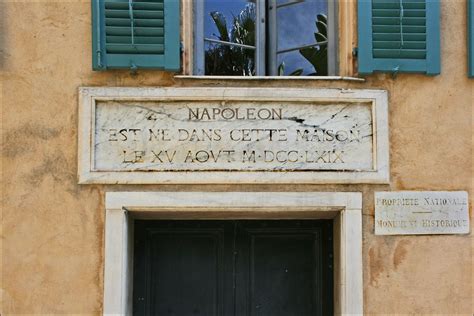 NAPOLEON
EST NE DANS CETTE MAISON
LE XV AOVT M·DCC·LXIX
PROPRIETE NATIONALE
MONUMENT HISTORIQUE